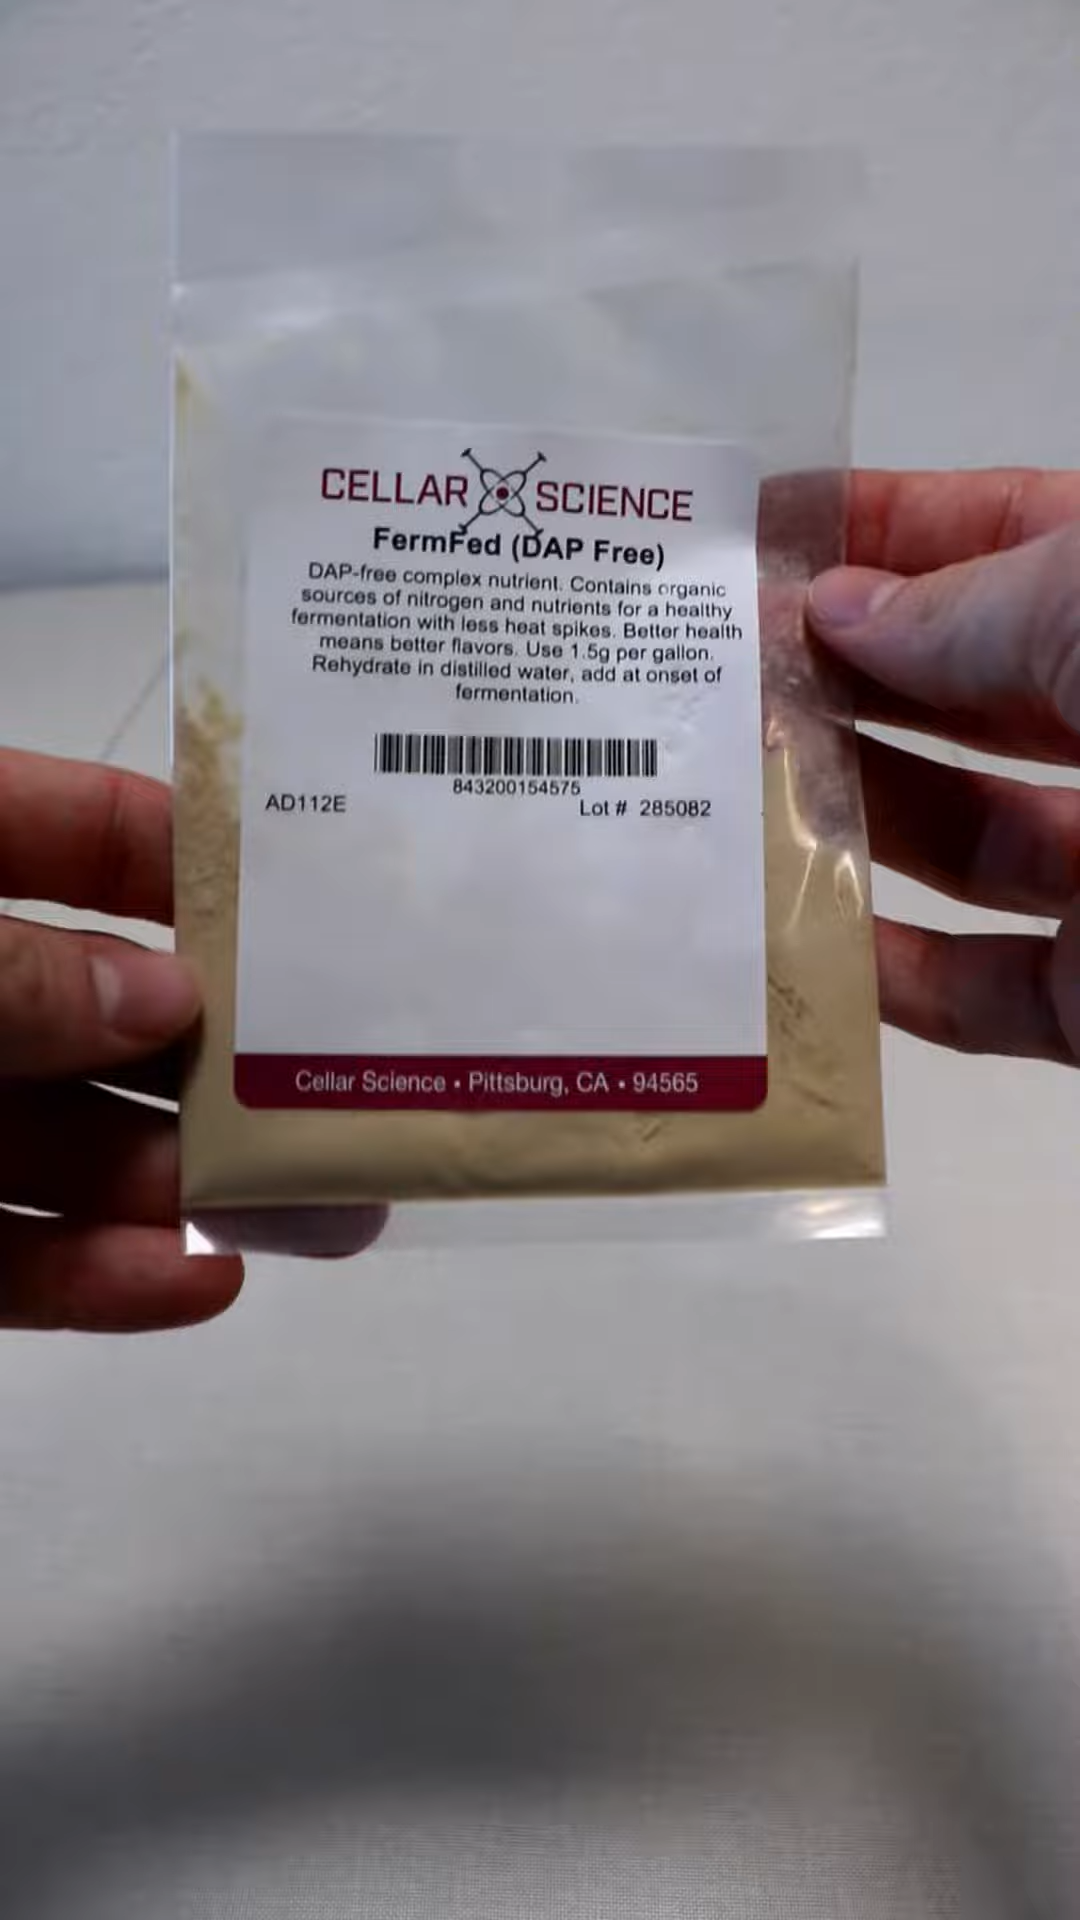 CELLAR SCIENCE
FermFed (DAP Free)
DAP-free complex nutrient. Contains organic
sources of nitrogen and nutrients for a healthy
fermentation with less heat spikes. Better health
means better flavors. Use 1.5g per gallon.
Rehydrate in distilled water, add at onset of
fermentation.
843200154575
AD112E Lot # 285082
Cellar Science • Pittsburg, CA • 94565